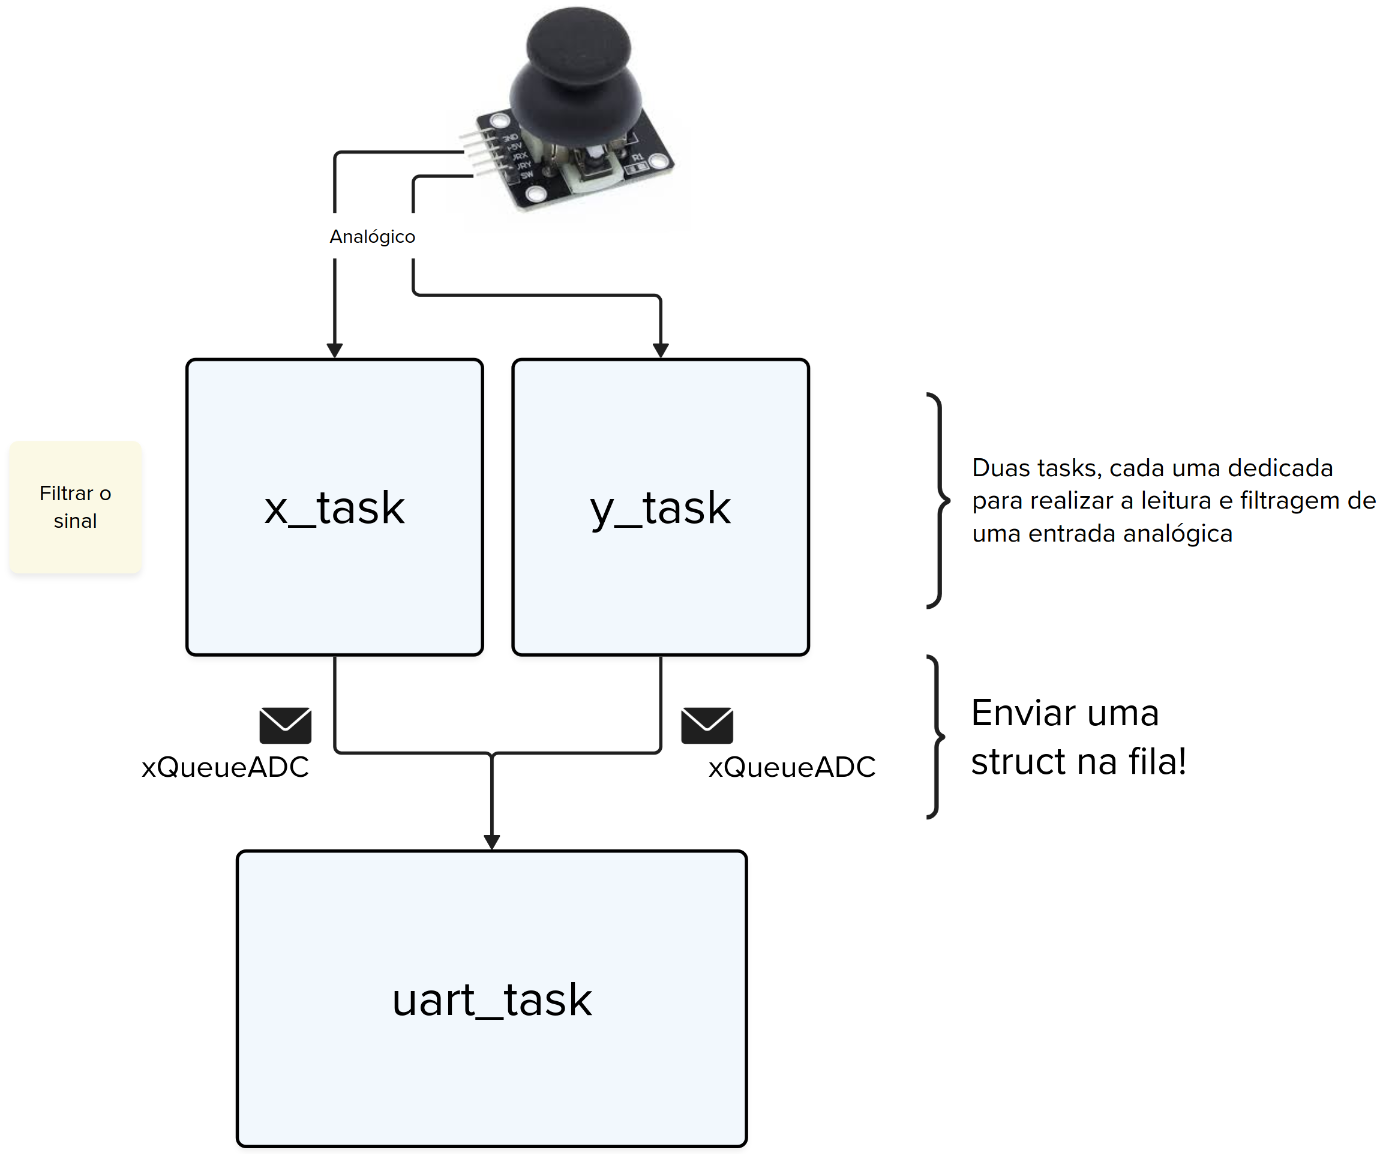 GND
+5V
VRX
VRY
SW
R1
Analógico
x_task
y_task
Filtrar o
sinal
Duas tasks, cada uma dedicada
para realizar a leitura e filtragem de
uma entrada analógica
xQueueADC
xQueueADC
Enviar uma
struct na fila!
uart_task